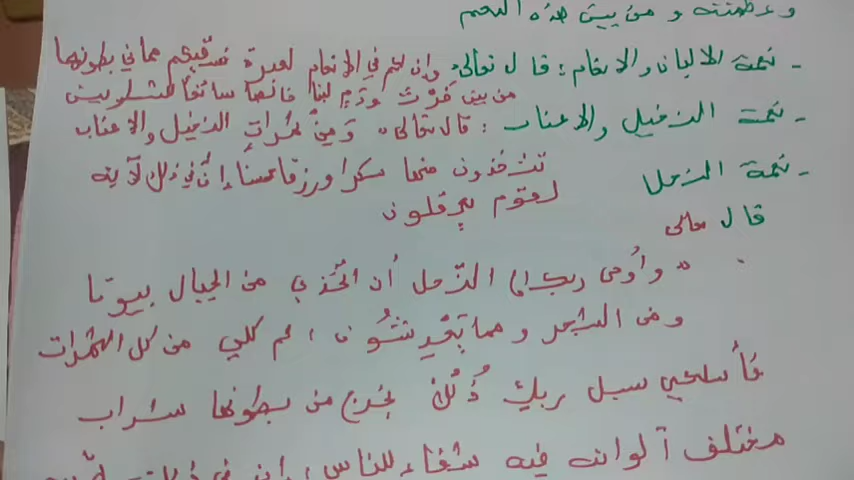 وعظمته ومن بين هذه النعم
- نعمة الالبان والانعام: قال تعالى: وإن لكم في الانعام لعبرة نسقيكم مما في بطونها
من بين فرث ودم لبنا خالصا سائغا للشاربين
- نعمة النخيل والاعناب: قال تعالى: ومن ثمرات النخيل والاعناب
تتخذون منها سكرا ورزقا حسنا إن في ذلك لآية
لقوم يعقلون
- نعمة النحل
قال تعالى
" وأوحى ربك إلى النحل أن اتخذي من الجبال بيوتا
ومن الشجر ومما يعرشون، ثم كلي من كل الثمرات
فأسلكي سبل ربك ذللا يخرج من بطونها شراب
مختلف ألوانه فيه شفاء للناس، إن في ذلك